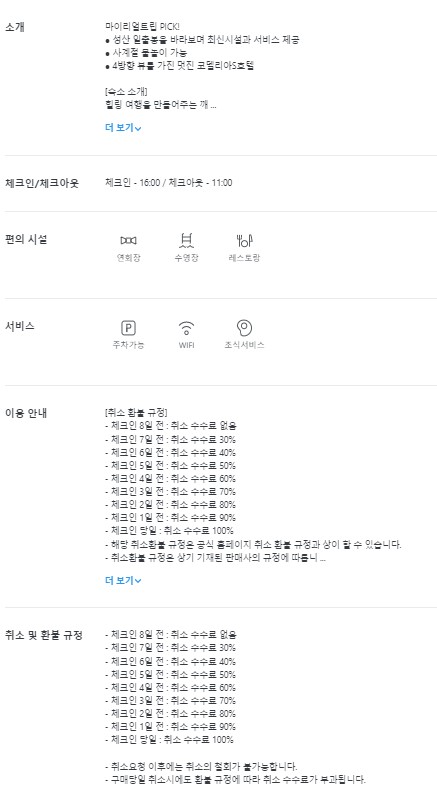 소개
마이리얼트립 PICK!
● 성산 일출봉을 바라보며 최신시설과 서비스 제공
● 사계절 물놀이 가능
● 4방향 뷰를 가진 멋진 코델리아S호텔
[숙소 소개]
힐링 여행을 만들어주는 깨 ...
더 보기
체크인/체크아웃
체크인 - 16:00 / 체크아웃 - 11:00
편의 시설
연회장 수영장 레스토랑
서비스
P
주차가능 WIFI 조식서비스
이용 안내
[취소 환불 규정]
- 체크인 8일 전 : 취소 수수료 없음
- 체크인 7일 전 : 취소 수수료 30%
- 체크인 6일 전 : 취소 수수료 40%
- 체크인 5일 전 : 취소 수수료 50%
- 체크인 4일 전 : 취소 수수료 60%
- 체크인 3일 전 : 취소 수수료 70%
- 체크인 2일 전 : 취소 수수료 80%
- 체크인 1일 전 : 취소 수수료 90%
- 체크인 당일 : 취소 수수료 100%
- 해당 취소환불 규정은 공식 홈페이지 취소 환불 규정과 상이 할 수 있습니다.
- 취소환불 규정은 상기 기재된 판매사의 규정에 따릅니 ...
더 보기
취소 및 환불 규정
- 체크인 8일 전 : 취소 수수료 없음
- 체크인 7일 전 : 취소 수수료 30%
- 체크인 6일 전 : 취소 수수료 40%
- 체크인 5일 전 : 취소 수수료 50%
- 체크인 4일 전 : 취소 수수료 60%
- 체크인 3일 전 : 취소 수수료 70%
- 체크인 2일 전 : 취소 수수료 80%
- 체크인 1일 전 : 취소 수수료 90%
- 체크인 당일 : 취소 수수료 100%
- 취소요청 이후에는 취소의 철회가 불가능합니다.
- 구매당일 취소시에도 환불 규정에 따라 취소 수수료가 부과됩니다.